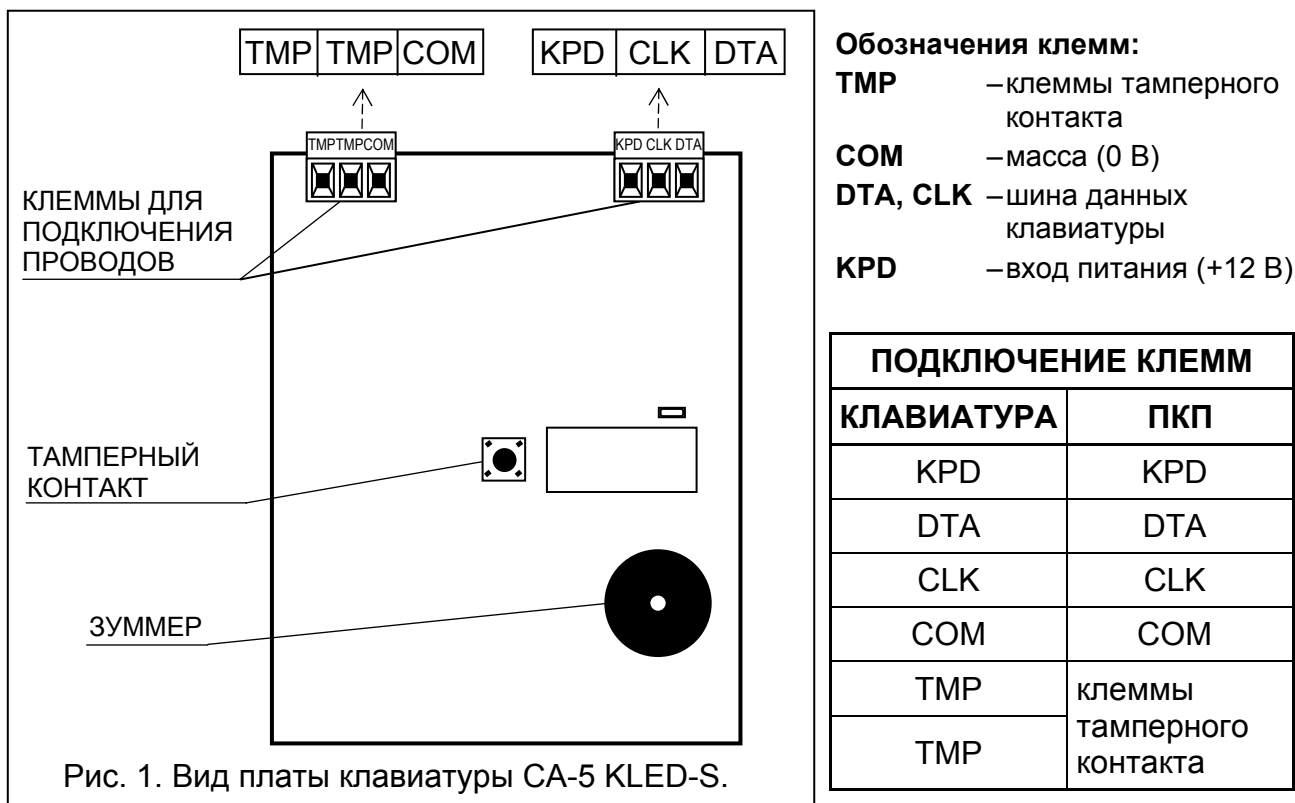 TMP TMP COM
KPD CLK DTA
TMPTMPCOM
KPD CLK DTA
КЛЕММЫ ДЛЯ
ПОДКЛЮЧЕНИЯ
ПРОВОДОВ
ТАМПЕРНЫЙ
КОНТАКТ
ЗУММЕР
Рис. 1. Вид платы клавиатуры CA-5 KLED-S.
Обозначения клемм:
TMP –клеммы тамперного
контакта
COM –масса (0 В)
DTA, CLK –шина данных
клавиатуры
KPD –вход питания (+12 В)
ПОДКЛЮЧЕНИЕ КЛЕММ
КЛАВИАТУРА ПКП
KPD KPD
DTA DTA
CLK CLK
COM COM
TMP клеммы
тамперного
TMP контакта